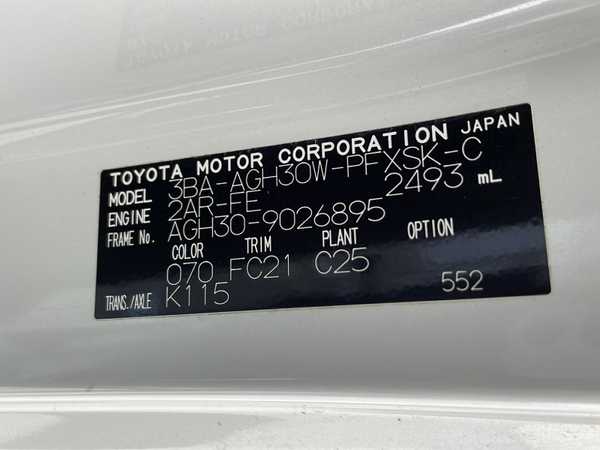 TOYOTA MOTOR CORPORATION JAPAN
MODEL 3BA-AGH30W-PFXSK-C
ENGINE 2AR-FE 2493 mL
FRAME No. AGH30-9026895
COLOR TRIM PLANT OPTION
070 FC21 C25
TRANS./AXLE K115 552